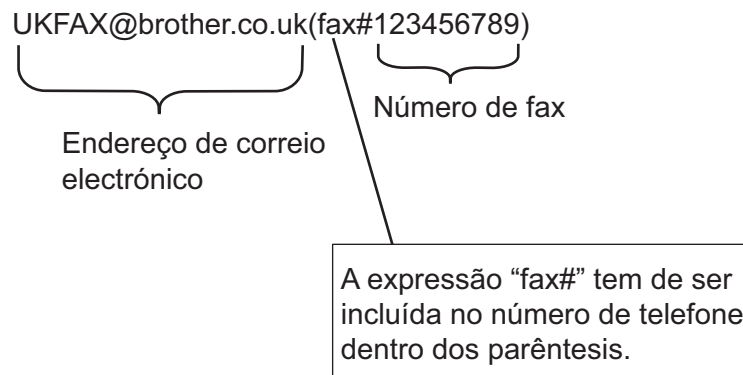 UKFAX@brother.co.uk(fax#123456789)
Número de fax
Endereço de correio
electrónico
A expressão “fax#” tem de ser
incluída no número de telefone
dentro dos parêntesis.